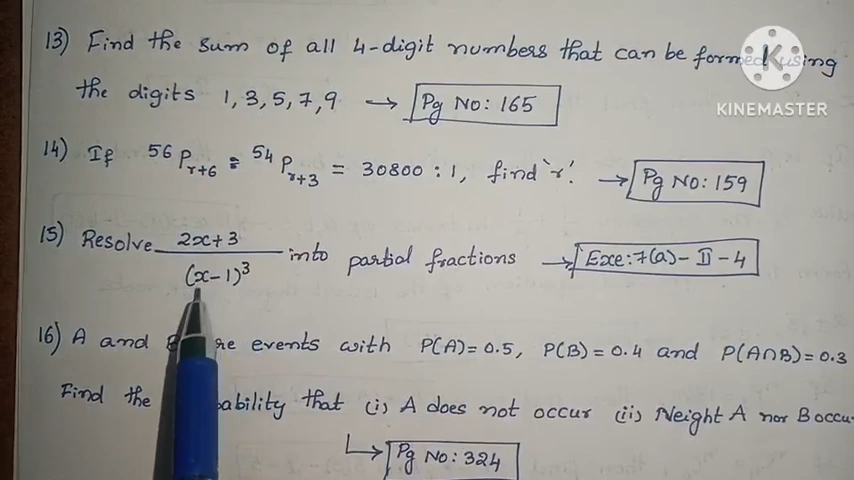 13) Find the sum of all 4-digit numbers that can be formed using
the digits 1, 3, 5, 7, 9 → Pg No: 165
14) If ⁵⁶Pᵣ₊₆ : ⁵⁴Pᵣ₊₃ = 30800 : 1, find 'r'. → Pg No: 159
15) Resolve (2x+3)/(x-1)³ into partial fractions → Exe: 7(a)-II-4
16) A and B are events with P(A)=0.5, P(B)=0.4 and P(A∩B)=0.3
Find the probability that (i) A does not occur (ii) Neight A nor B occu
→ Pg No: 324
KINEMASTER